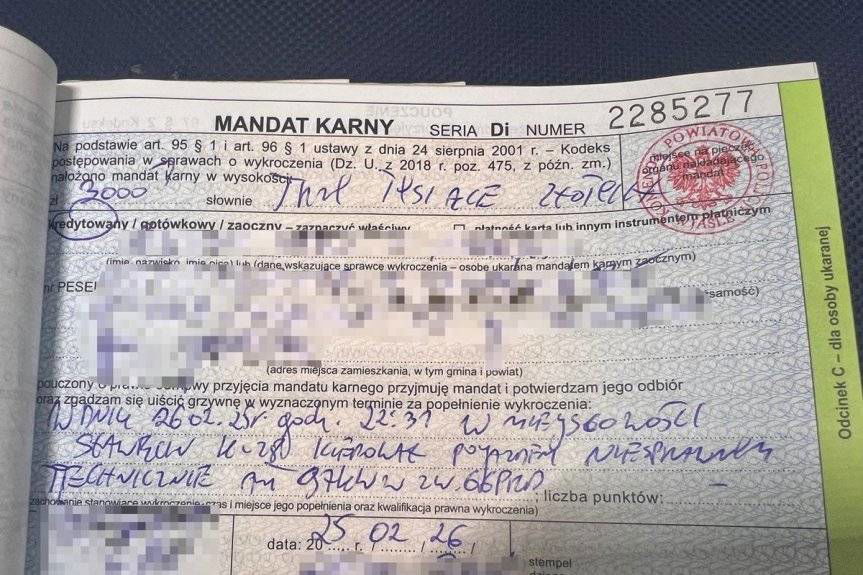 MANDAT KARNY SERIA Di NUMER 2285277
Na podstawie art. 95 § 1 i art. 96 § 1 ustawy z dnia 24 sierpnia 2001 r. – Kodeks
postępowania w sprawach o wykroczenia (Dz. U. z 2018 r. poz. 475, z późn. zm.)
nałożono mandat karny w wysokości
zł 3000 słownie TRZY TYSIĄCE ZŁOTYCH
miejsce na pieczęć
organu nakładającego
mandat
POWIATOWA
kredytowany / gotówkowy / zaoczny – zaznaczyć właściwy
płatność kartą lub innym instrumentem płatniczym
(imię, nazwisko, imię ojca) lub (dane wskazujące sprawcę wykroczenia – osobę ukaraną mandatem karnym zaocznym)
nr PESEL
(adres miejsca zamieszkania, w tym gmina i powiat)
pouczony o przyjęcia mandatu karnego przyjmuję mandat i potwierdzam jego odbiór
oraz zgadzam się uiścić grzywnę w wyznaczonym terminie za popełnienie wykroczenia:
W DNIU 26.02.25r. godz. 22:31 W MIEJSCOWOŚCI
KIEROWAŁ POJAZDEM NIESPRAWNYM
TECHNICZNIE 97KW W ZW. 66PRD
; liczba punktów: –
zachowanie stanowiące wykroczenie, czas i miejsce jego popełnienia oraz kwalifikacja prawna wykroczenia)
data: 2025 r. / 02 / 26 /
stempel
Odcinek C – dla osoby ukaranej